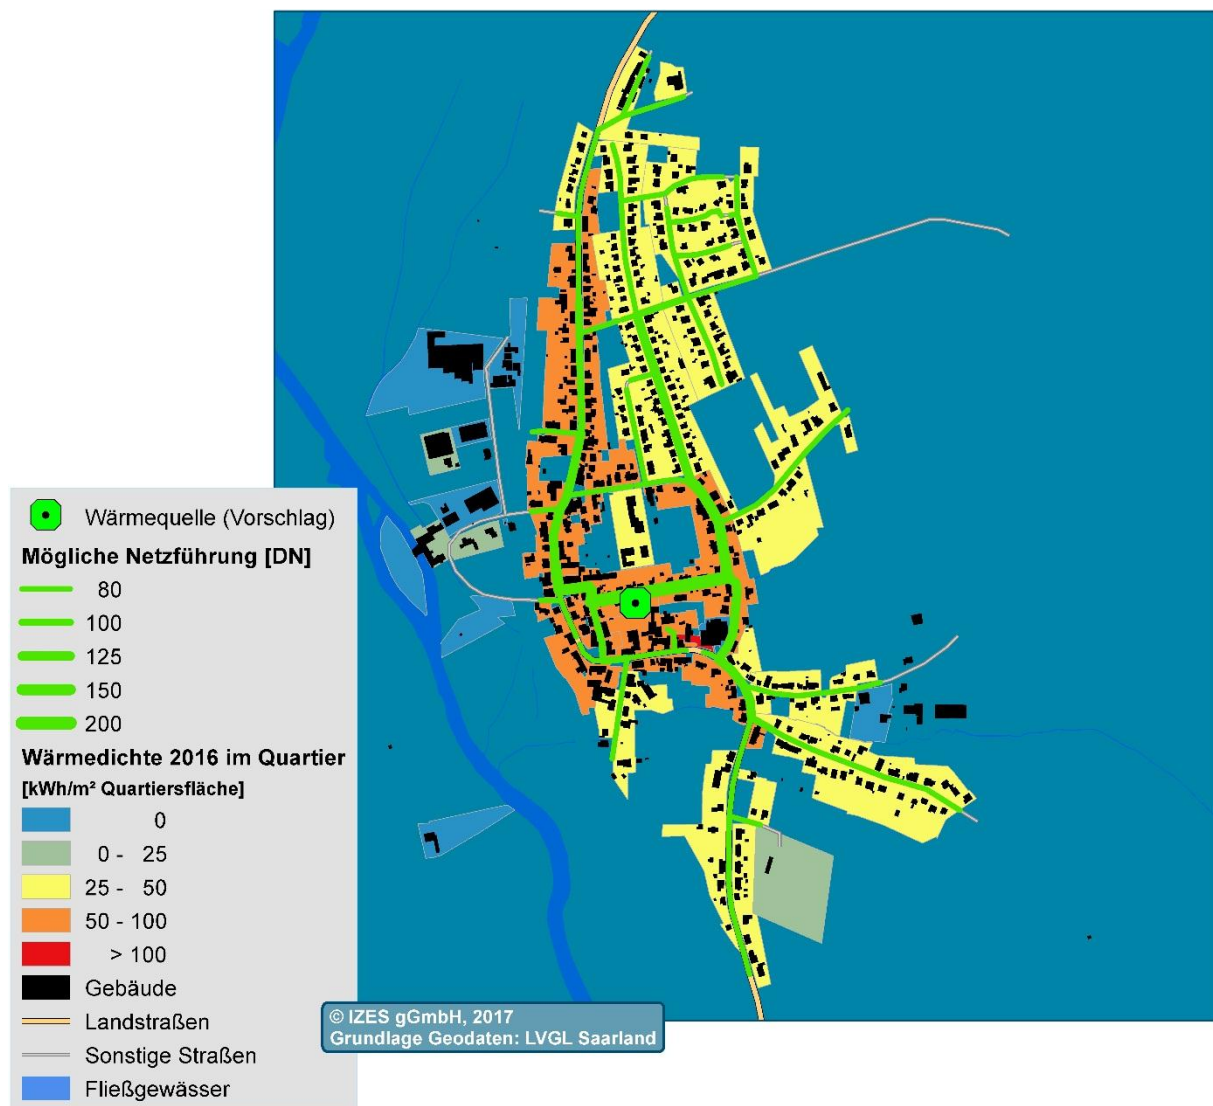 Wärmequelle (Vorschlag)
Mögliche Netzführung [DN]
80
100
125
150
200
Wärmedichte 2016 im Quartier
[kWh/m² Quartiersfläche]
0
0 - 25
25 - 50
50 - 100
> 100
Gebäude
Landstraßen
Sonstige Straßen
Fließgewässer
© IZES gGmbH, 2017
Grundlage Geodaten: LVGL Saarland